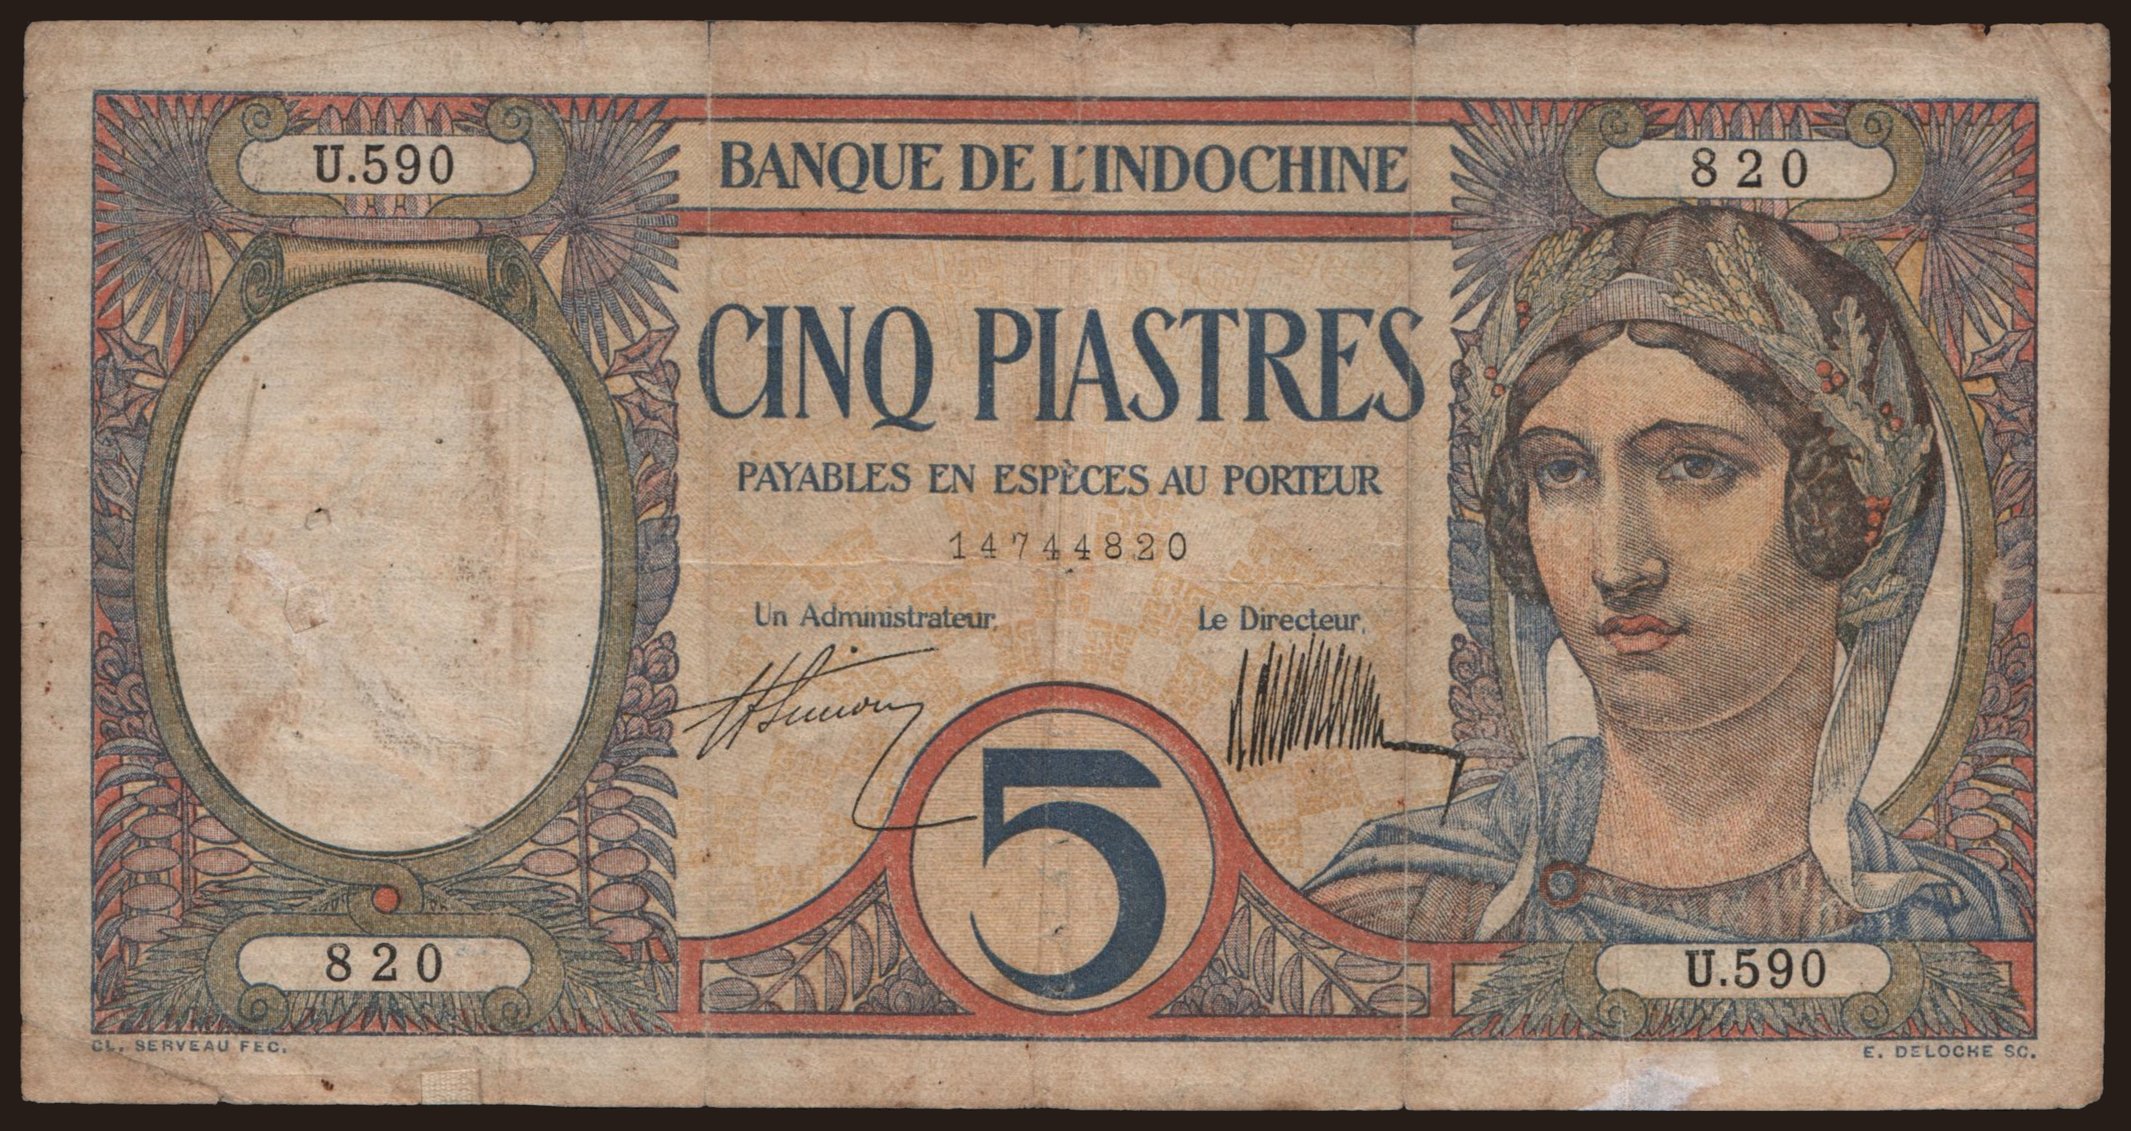 U.590
BANQUE DE L'INDOCHINE
820
CINQ PIASTRES
PAYABLES EN ESPÈCES AU PORTEUR
14744820
Un Administrateur,
Le Directeur,
5
820
U.590
CL. SERVEAU FEC.
E. DELOCHE SC.